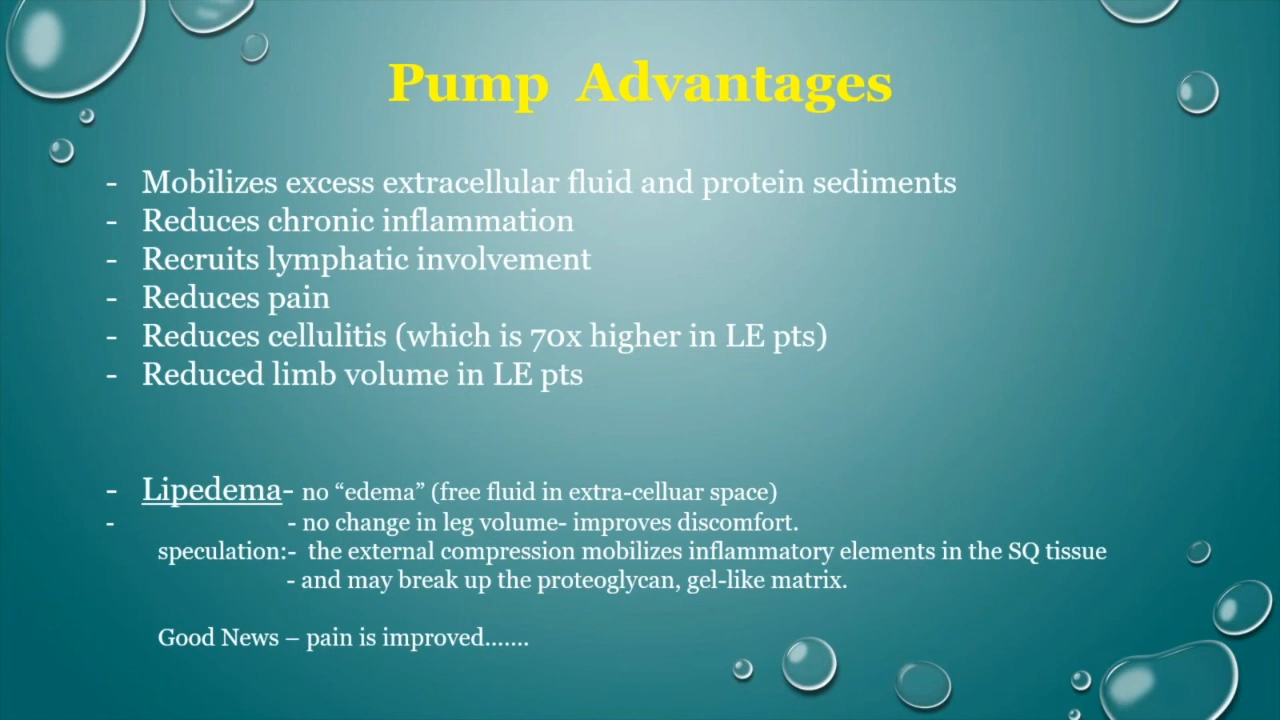 Pump Advantages
- Mobilizes excess extracellular fluid and protein sediments
- Reduces chronic inflammation
- Recruits lymphatic involvement
- Reduces pain
- Reduces cellulitis (which is 70x higher in LE pts)
- Reduced limb volume in LE pts
- Lipedema- no “edema” (free fluid in extra-celluar space)
- - no change in leg volume- improves discomfort.
speculation:- the external compression mobilizes inflammatory elements in the SQ tissue
- and may break up the proteoglycan, gel-like matrix.
Good News – pain is improved…….